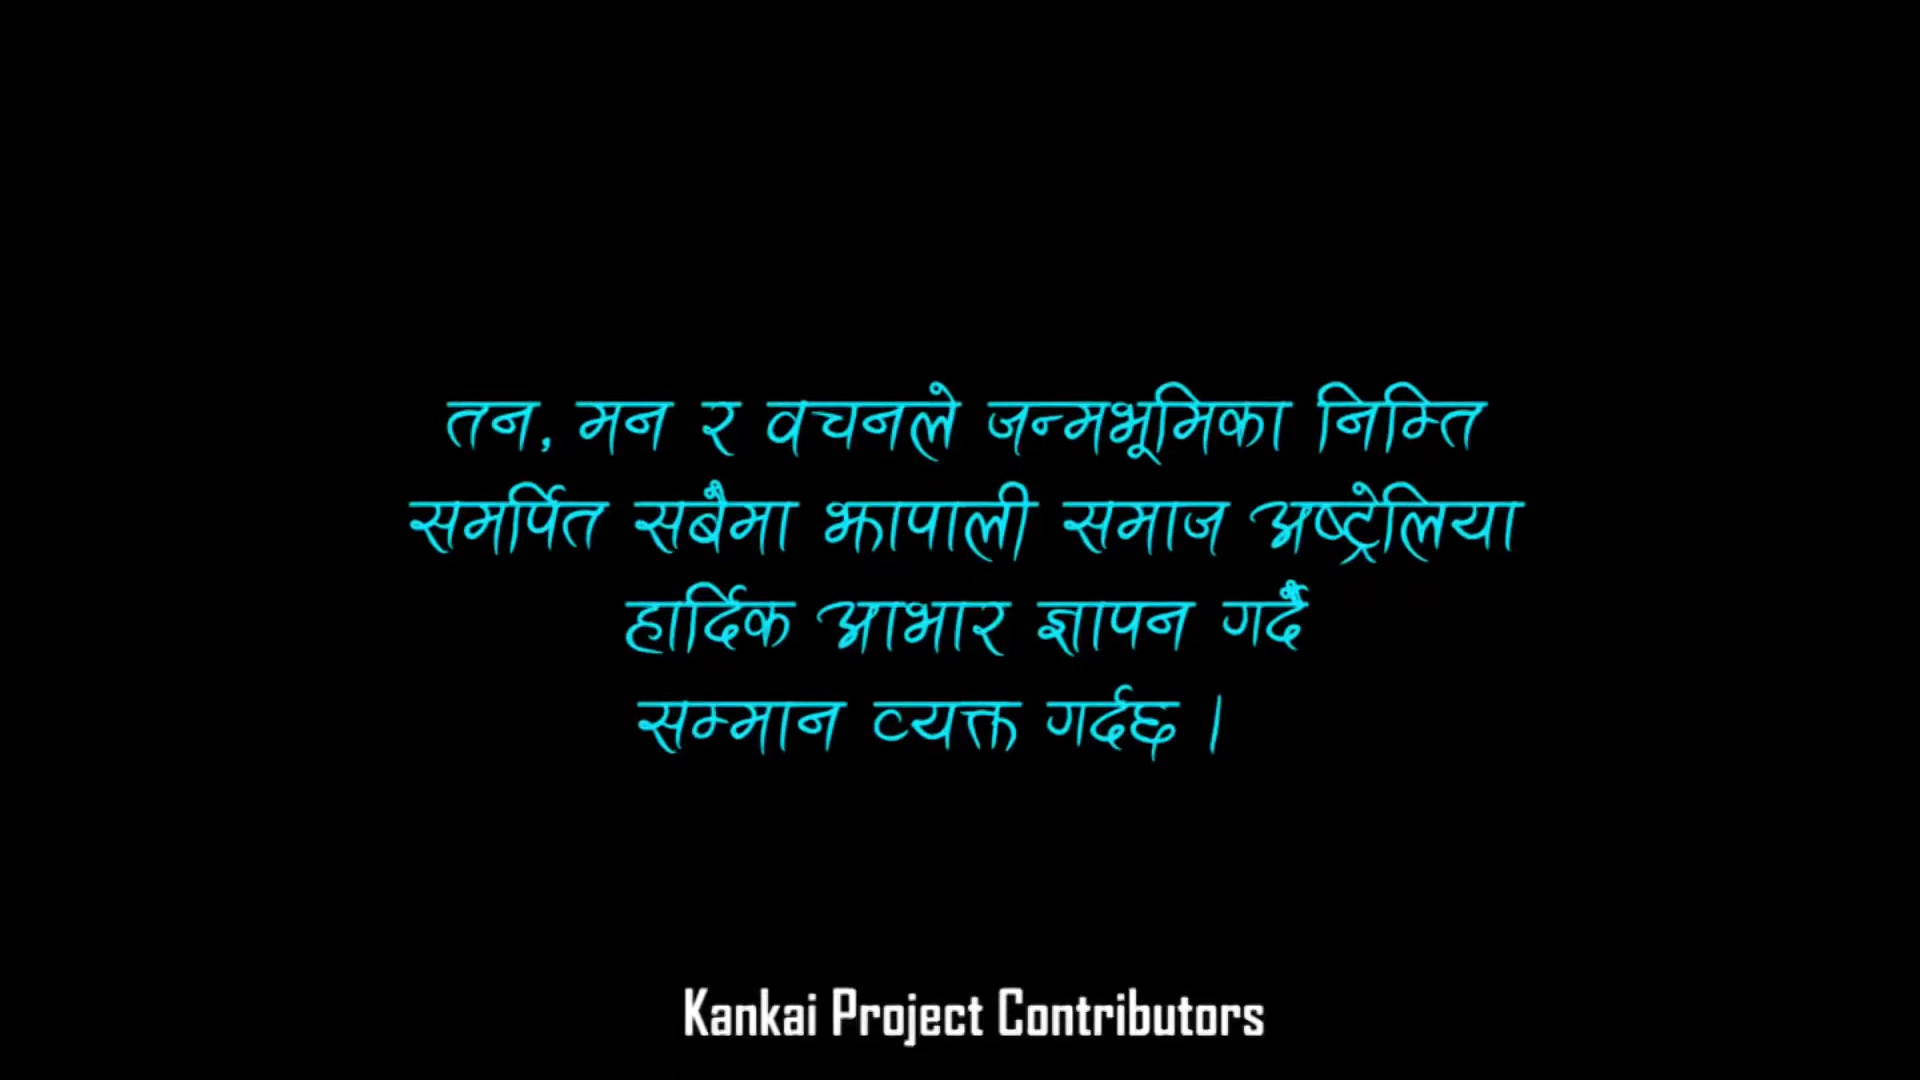 तन, मन र वचनले जन्मभूमिका निम्ति
समर्पित सबैमा झापाली समाज अष्ट्रेलिया
हार्दिक आभार ज्ञापन गर्दै
सम्मान व्यक्त गर्दछ ।
Kankai Project Contributors